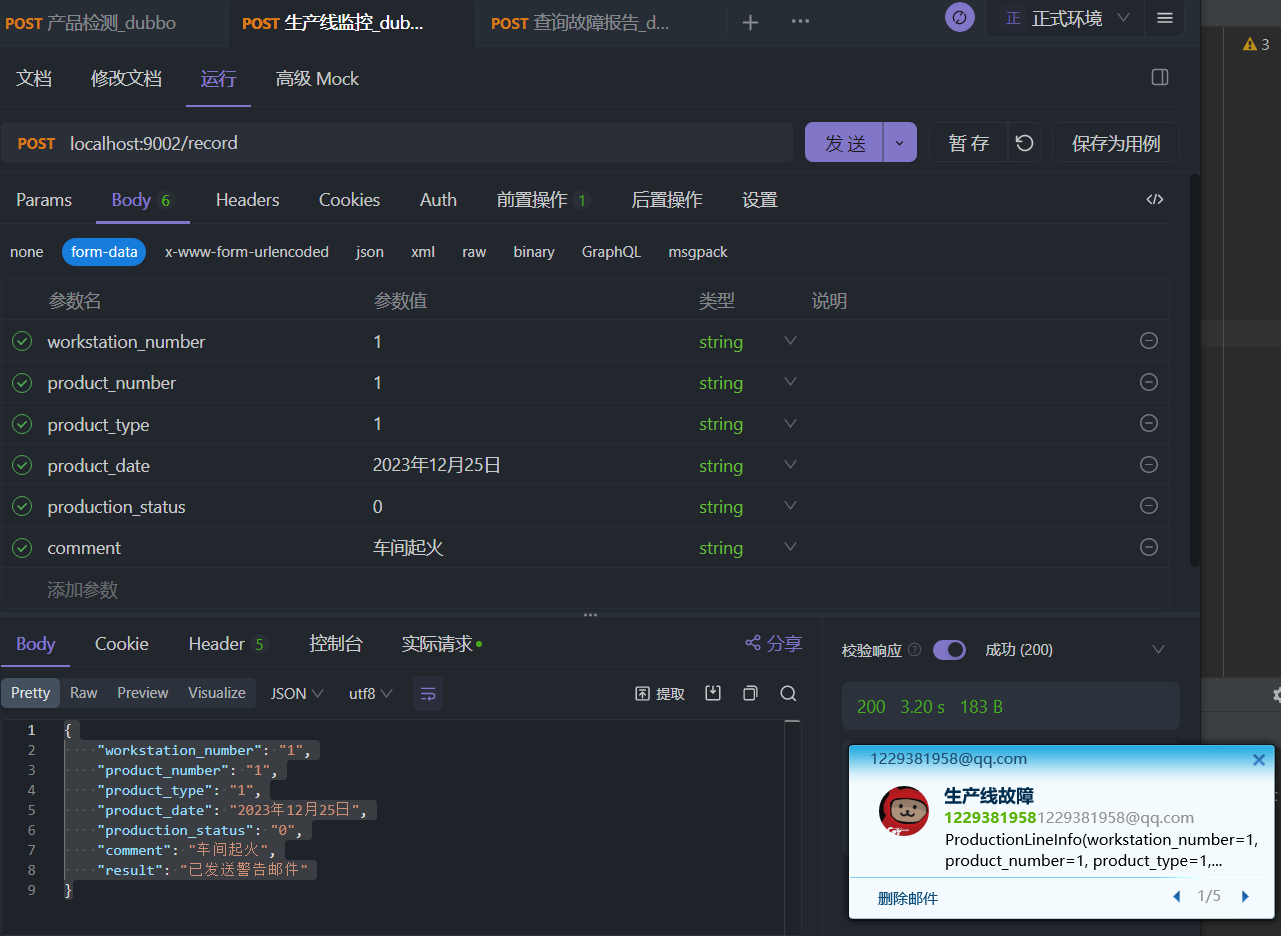 POST 产品检测_dubbo
POST 生产线监控_dub...
POST 查询故障报告_d...
正 正式环境
3
文档 修改文档 运行 高级 Mock
POST localhost:9002/record
发 送
暂 存
保存为用例
Params Body 6 Headers Cookies Auth 前置操作 1 后置操作 设置
none form-data x-www-form-urlencoded json xml raw binary GraphQL msgpack
参数名 参数值 类型 说明
workstation_number 1 string
product_number 1 string
product_type 1 string
product_date 2023年12月25日 string
production_status 0 string
comment 车间起火 string
添加参数
Body Cookie Header 5 控制台 实际请求 分享
Pretty Raw Preview Visualize JSON utf8 提取
1 {
2 "workstation_number": "1",
3 "product_number": "1",
4 "product_type": "1",
5 "product_date": "2023年12月25日",
6 "production_status": "0",
7 "comment": "车间起火",
8 "result": "已发送警告邮件"
9 }
校验响应 成功 (200)
200 3.20 s 183 B
1229381958@qq.com
生产线故障
12293819581229381958@qq.com
ProductionLineInfo(workstation_number=1,
product_number=1, product_type=1,...
删除邮件 1/5